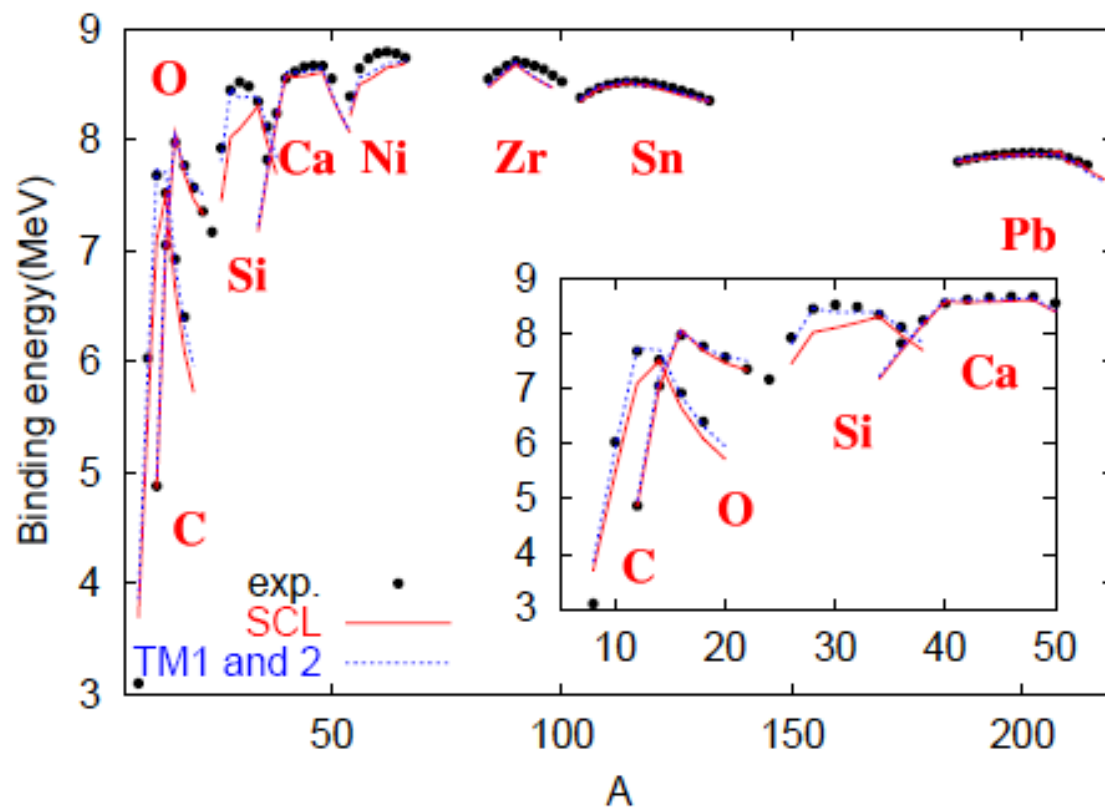 9
8
7
6
5
4
3
Binding energy(MeV)
O
Ca Ni Zr Sn
Si
Pb
C
exp.
SCL
TM1 and 2
9
8
7
6
5
4
3
Ca
Si
O
C
10 20 30 40 50
50 100 150 200
A